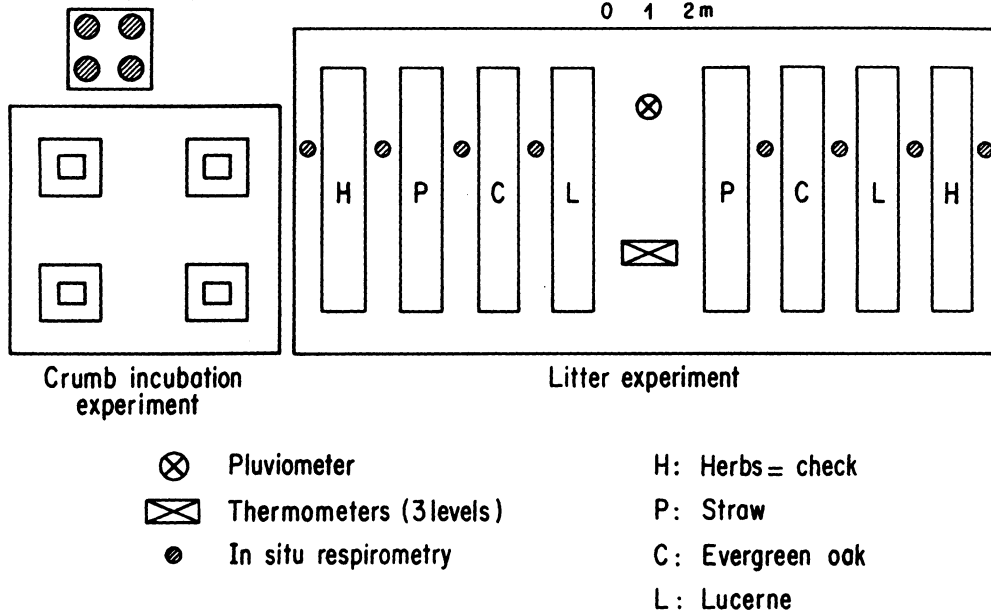 0 1 2m
H P C L P C L H
Crumb incubation
experiment
Litter experiment
Pluviometer
Thermometers (3 levels)
In situ respirometry
H: Herbs = check
P: Straw
C: Evergreen oak
L: Lucerne